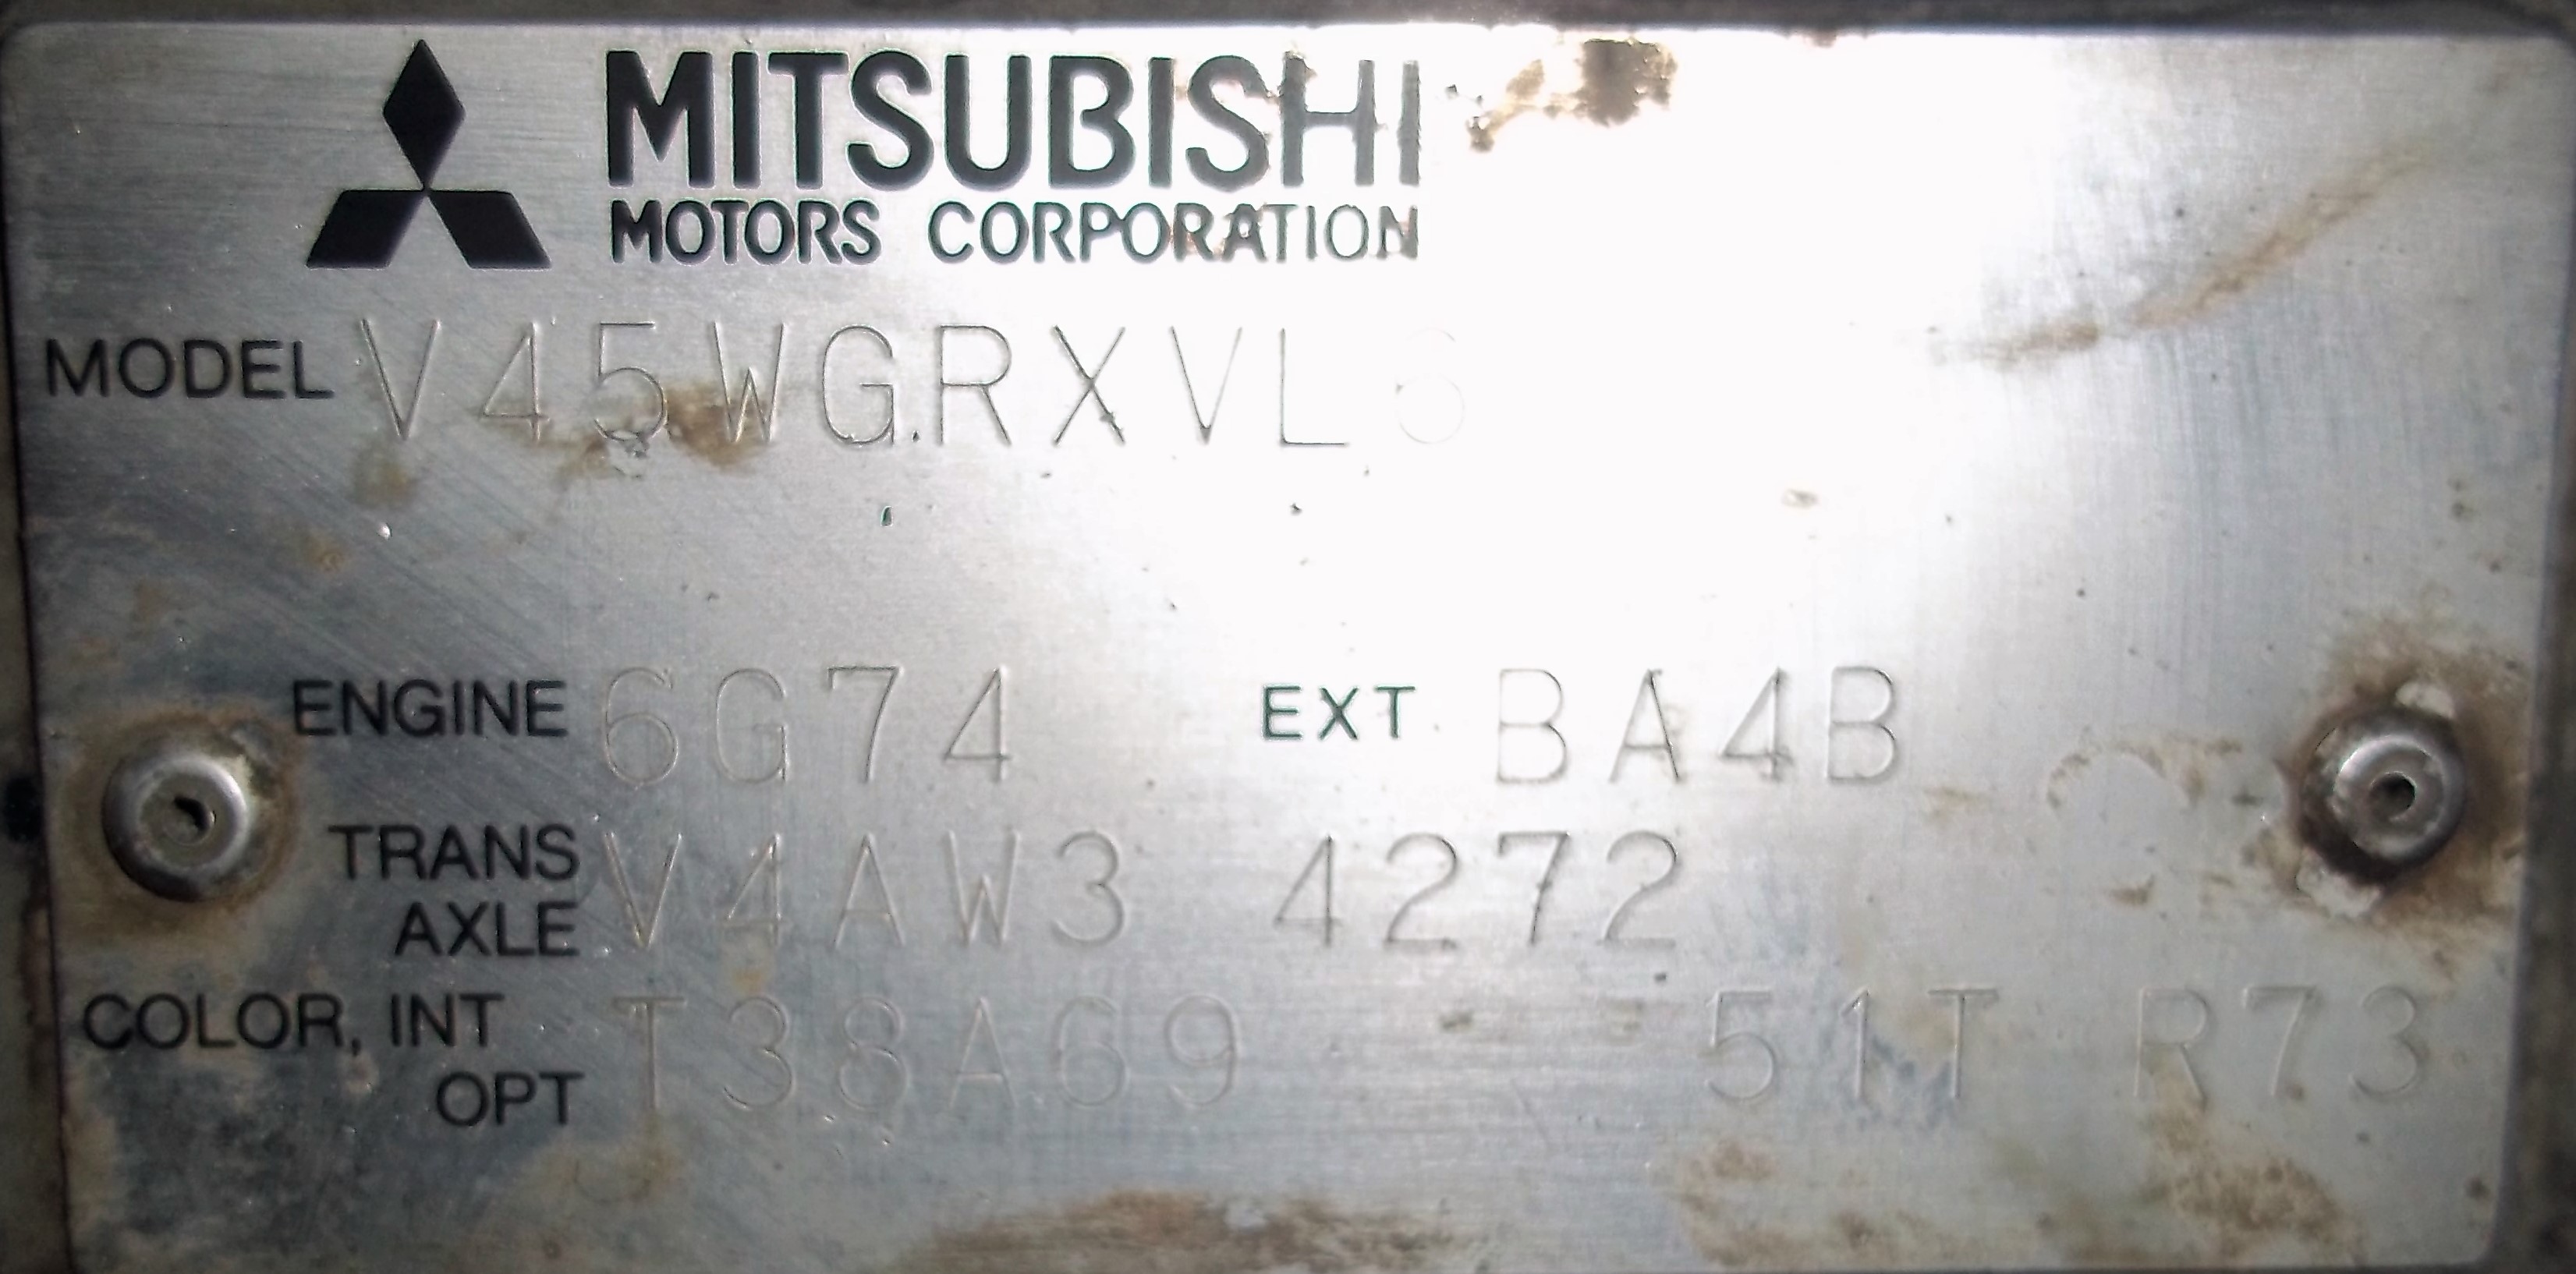 MITSUBISHI
MOTORS CORPORATION
MODEL V45WGRXVL6
ENGINE 6G74 EXT BA4B
TRANS AXLE V4AW3 4272
COLOR, INT OPT T38A69 51T R73